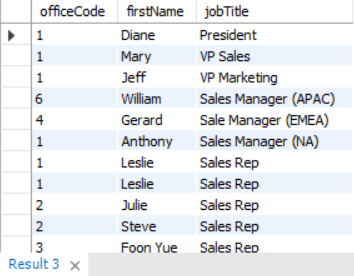 officeCode firstName jobTitle
1 Diane President
1 Mary VP Sales
1 Jeff VP Marketing
6 William Sales Manager (APAC)
4 Gerard Sale Manager (EMEA)
1 Anthony Sales Manager (NA)
1 Leslie Sales Rep
1 Leslie Sales Rep
2 Julie Sales Rep
2 Steve Sales Rep
3 Foon Yue Sales Rep
Result 3 ×